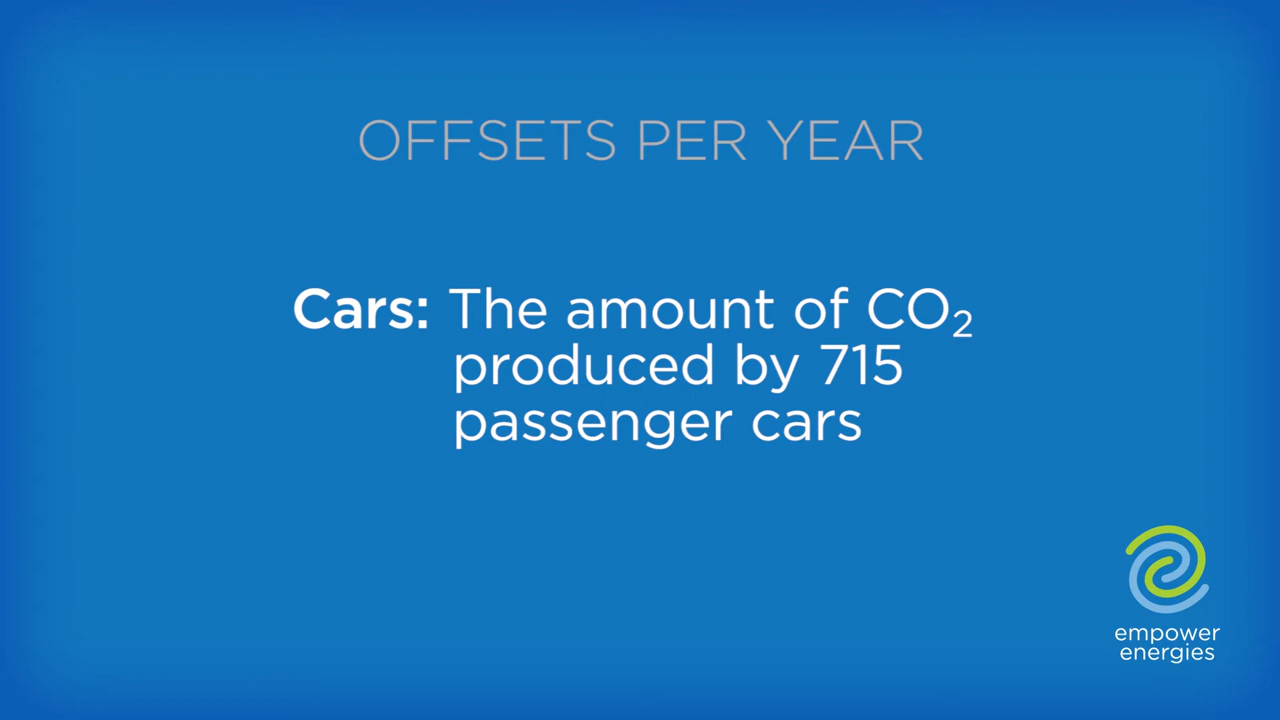 OFFSETS PER YEAR
Cars: The amount of CO₂
produced by 715
passenger cars
empower
energies